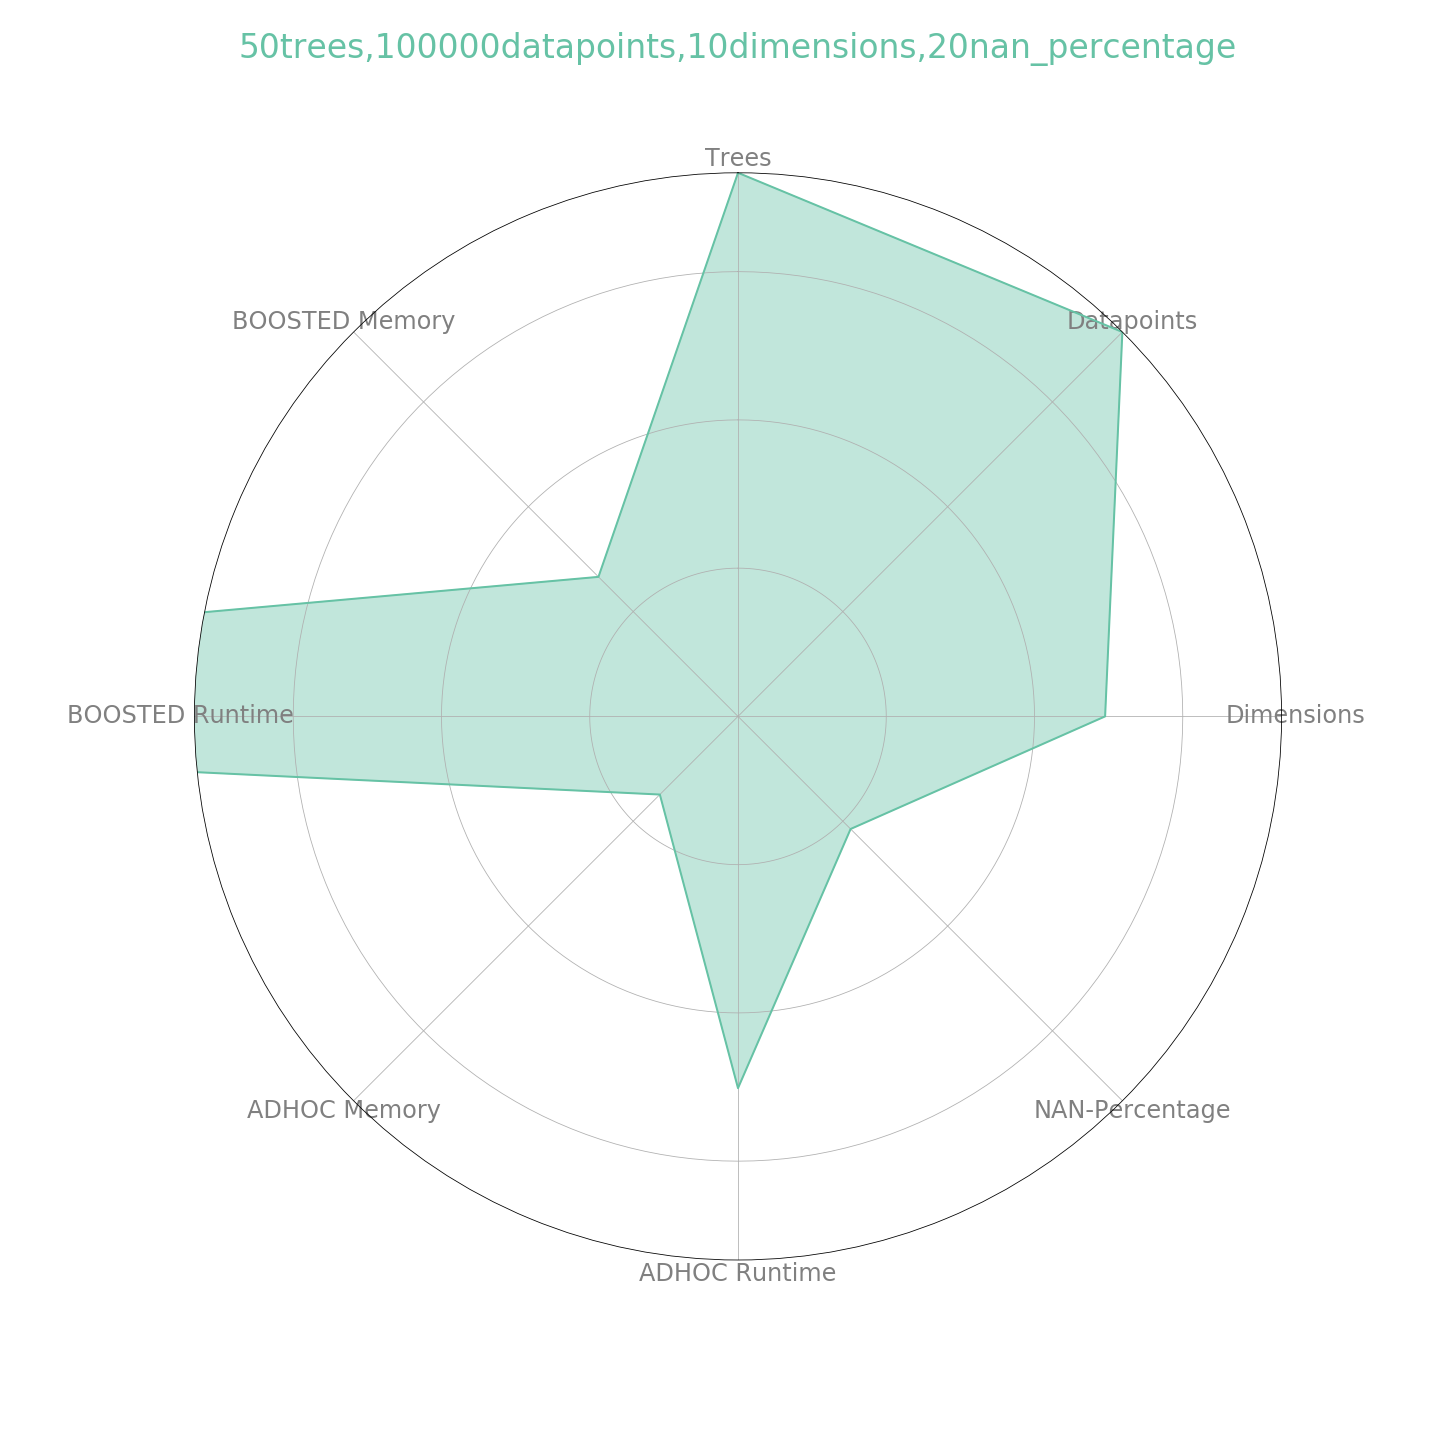 50trees,100000datapoints,10dimensions,20nan_percentage
Trees
BOOSTED Memory
Datapoints
BOOSTED Runtime
Dimensions
ADHOC Memory
NAN-Percentage
ADHOC Runtime